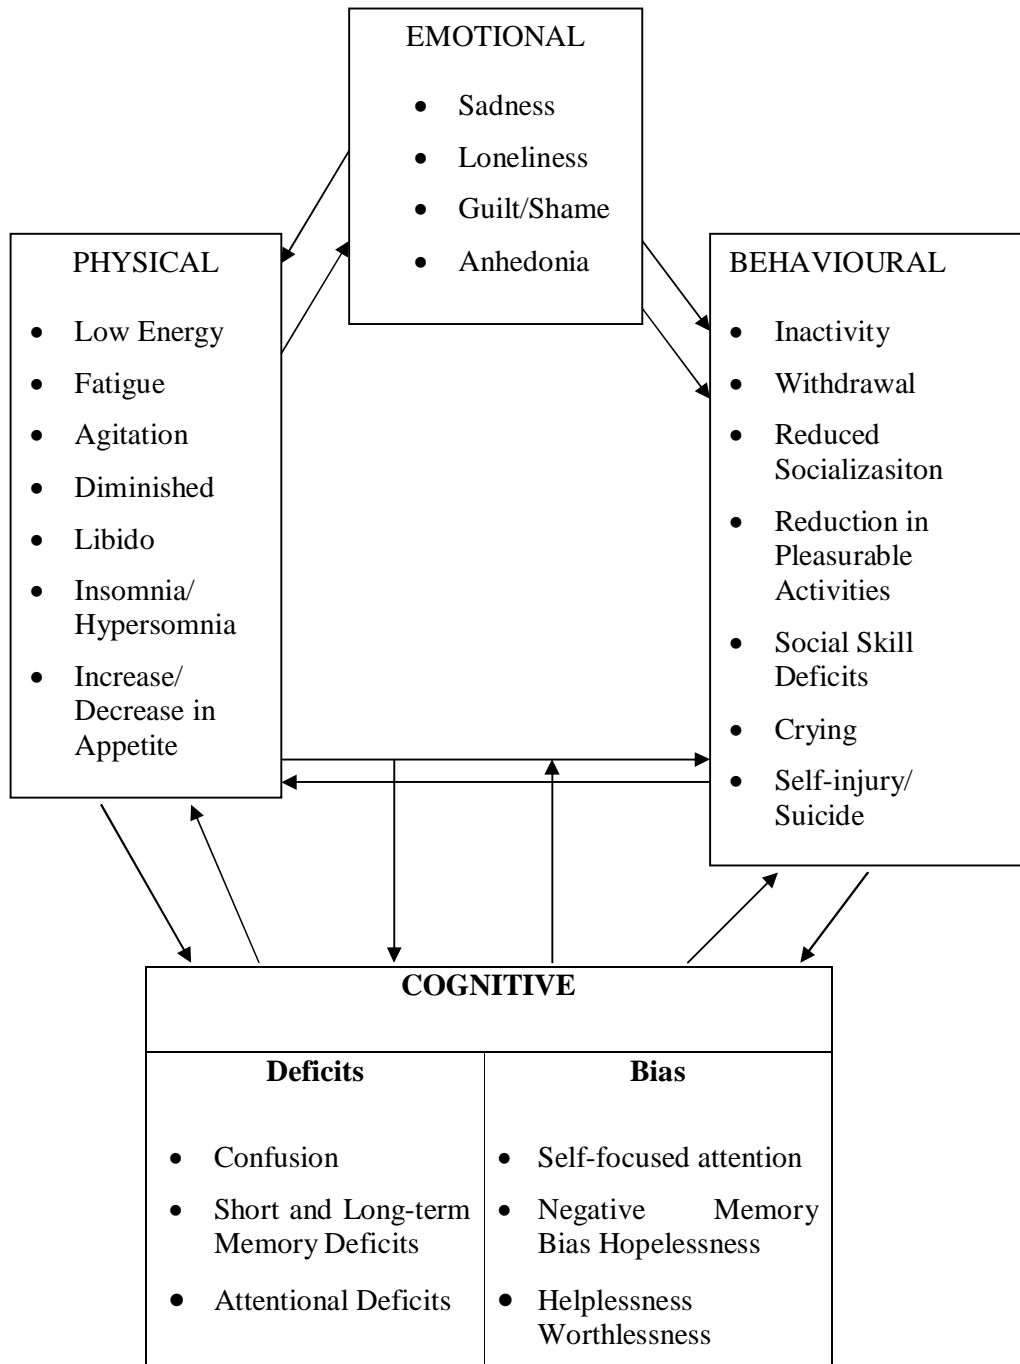 EMOTIONAL
• Sadness
• Loneliness
• Guilt/Shame
• Anhedonia
PHYSICAL
• Low Energy
• Fatigue
• Agitation
• Diminished
• Libido
• Insomnia/
Hypersomnia
• Increase/
Decrease in
Appetite
BEHAVIOURAL
• Inactivity
• Withdrawal
• Reduced
Socializasiton
• Reduction in
Pleasurable
Activities
• Social Skill
Deficits
• Crying
• Self-injury/
Suicide
COGNITIVE
Deficits
• Confusion
• Short and Long-term
Memory Deficits
• Attentional Deficits
Bias
• Self-focused attention
• Negative Memory
Bias Hopelessness
• Helplessness
Worthlessness